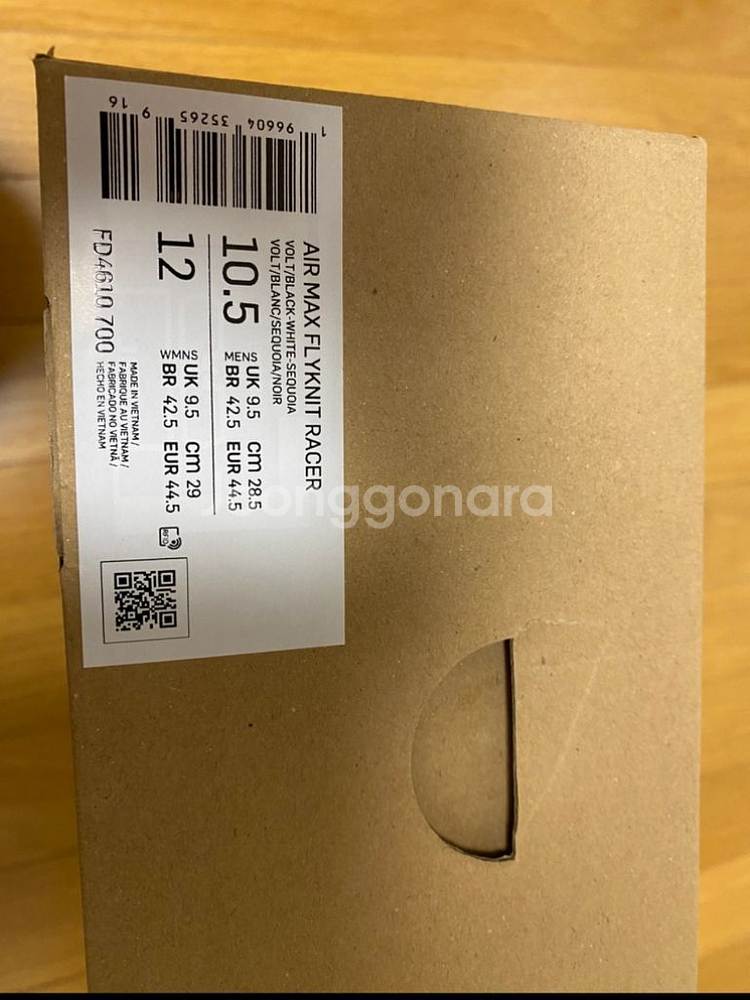 AIR MAX FLYKNIT RACER
VOLT/BLACK-WHITE-SEQUOIA
VOLT/BLANC/SEQUOIA/NOIR
10.5
MENS
UK 9.5 cm 28.5
BR 42.5 EUR 44.5
12
WMNS
UK 9.5 cm 29
BR 42.5 EUR 44.5
FD4610 700
MADE IN VIETNAM /
FABRIQUE AU VIETNAM /
FABRICADO NO VIETNÃ /
HECHO EN VIETNAM
1 96604 35265 9 16
RFID
Joonggonara